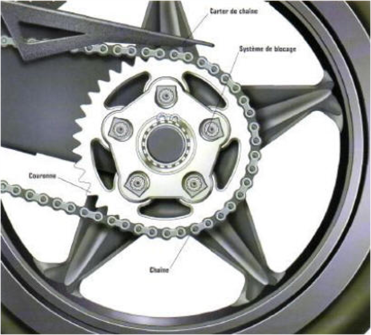 Carter de chaîne
Système de blocage
Couronne
Chaîne